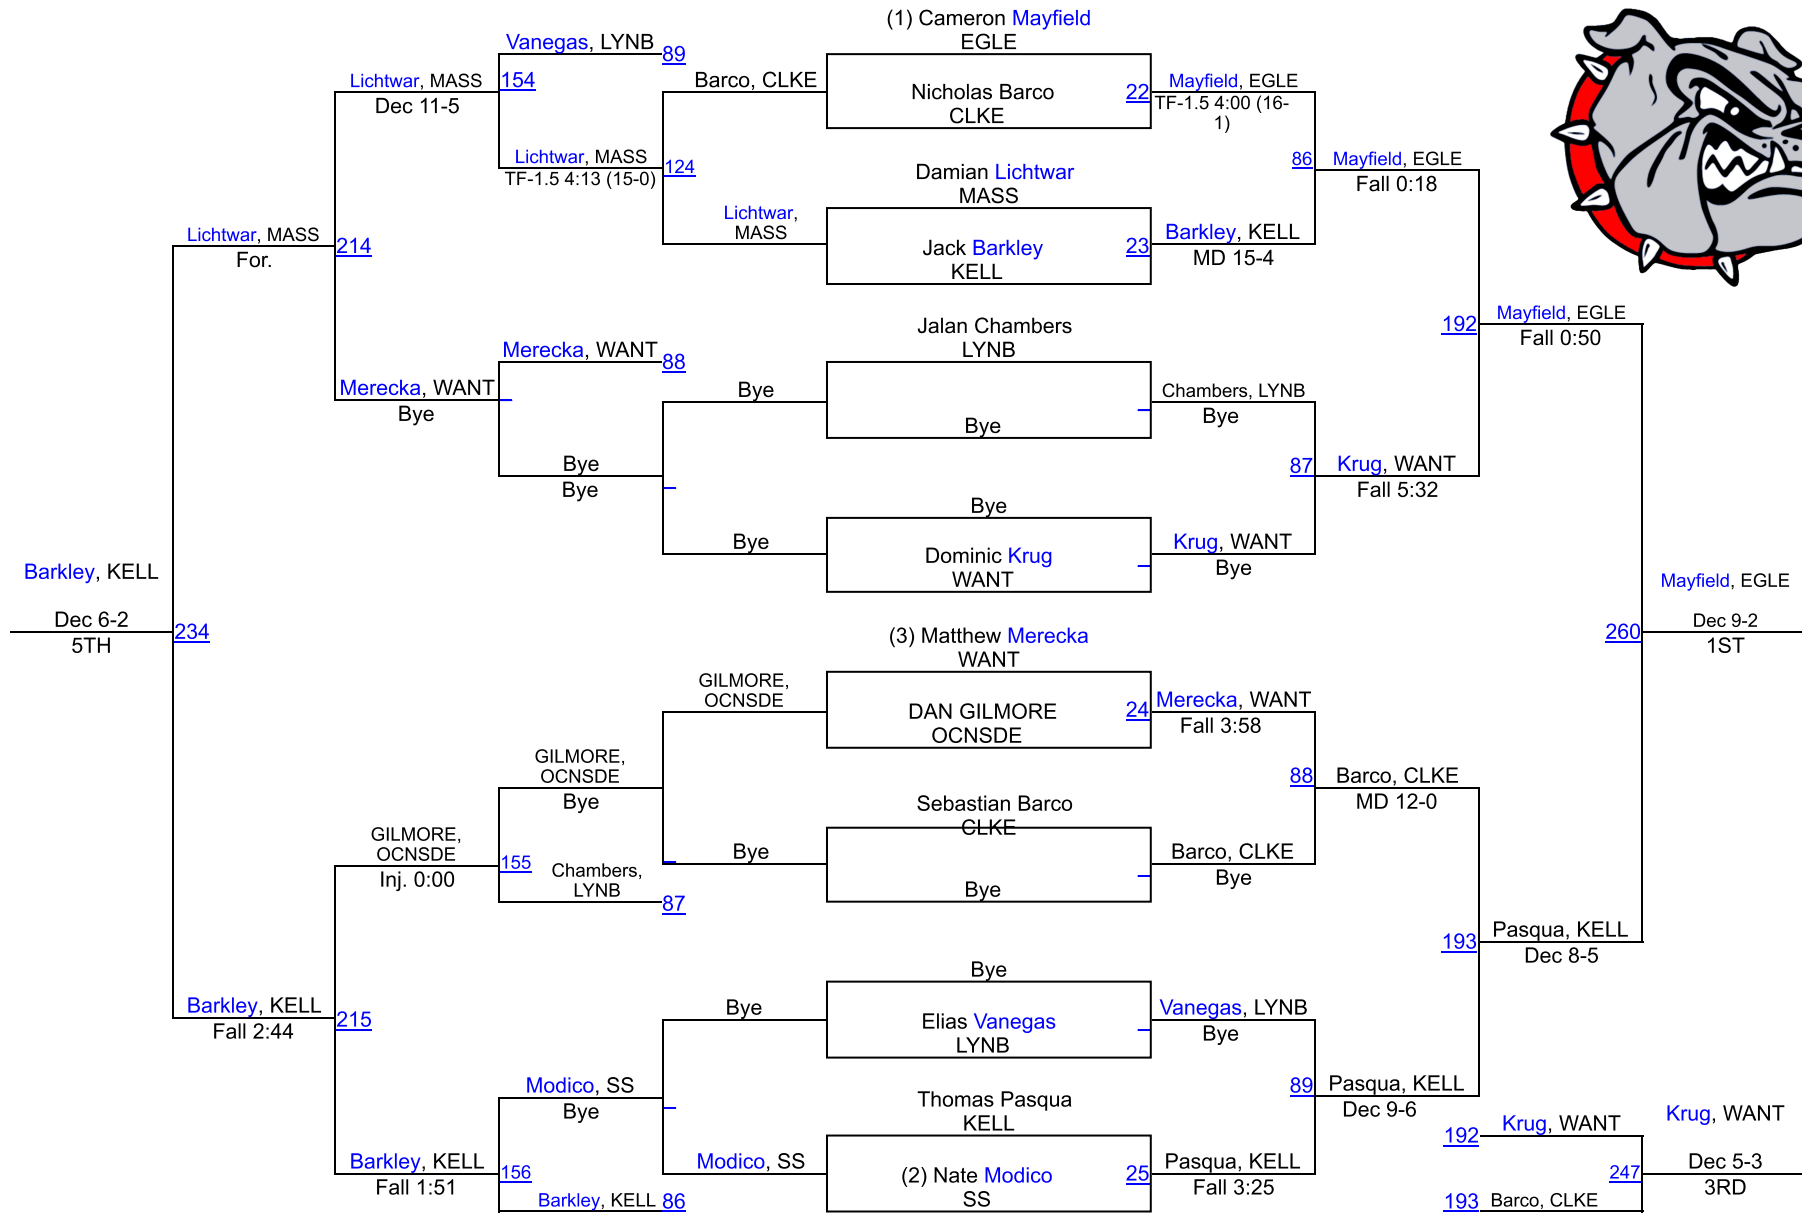 (1) Cameron Mayfield
EGLE
Vanegas, LYNB
89
Lichtwar, MASS
154
Dec 11-5
Barco, CLKE
Nicholas Barco
CLKE
22
Mayfield, EGLE
TF-1.5 4:00 (16-
1)
Lichtwar, MASS
TF-1.5 4:13 (15-0)
124
Damian Lichtwar
MASS
86
Mayfield, EGLE
Fall 0:18
Lichtwar,
MASS
Jack Barkley
KELL
23
Barkley, KELL
MD 15-4
Lichtwar, MASS
For.
214
Jalan Chambers
LYNB
192
Mayfield, EGLE
Fall 0:50
Merecka, WANT
88
Merecka, WANT
Bye
Bye
Bye
Chambers, LYNB
Bye
Bye
Bye
87
Krug, WANT
Fall 5:32
Bye
Bye
Dominic Krug
WANT
Krug, WANT
Bye
Barkley, KELL
Dec 6-2
5TH
234
Mayfield, EGLE
260
Dec 9-2
1ST
(3) Matthew Merecka
WANT
GILMORE,
OCNSDE
DAN GILMORE
OCNSDE
24
Merecka, WANT
Fall 3:58
GILMORE,
OCNSDE
Bye
88
Barco, CLKE
MD 12-0
Sebastian Barco
CLKE
GILMORE,
OCNSDE
Inj. 0:00
155
Bye
Bye
Barco, CLKE
Bye
Chambers,
LYNB
87
193
Pasqua, KELL
Dec 8-5
Bye
Barkley, KELL
Fall 2:44
215
Bye
Elias Vanegas
LYNB
Vanegas, LYNB
Bye
Modico, SS
Bye
Thomas Pasqua
KELL
89
Pasqua, KELL
Dec 9-6
Barkley, KELL
Fall 1:51
156
Modico, SS
(2) Nate Modico
SS
25
Pasqua, KELL
Fall 3:25
Barkley, KELL
86
192
Krug, WANT
Krug, WANT
247
Dec 5-3
3RD
193
Barco, CLKE